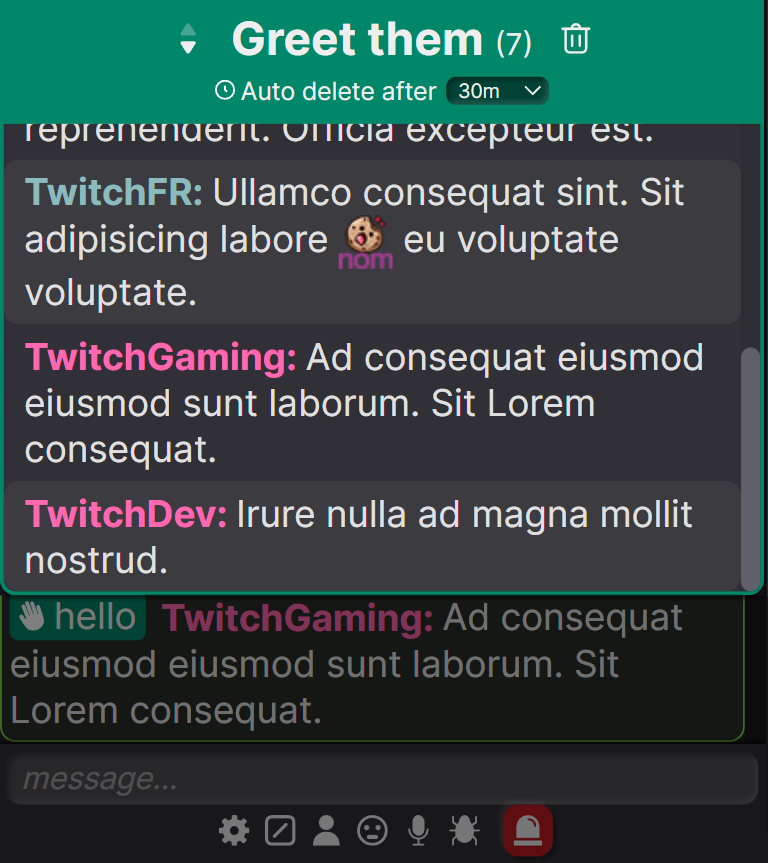 Greet them (7)
Auto delete after 30m
reprehenderit. Officia excepteur est.
TwitchFR: Ullamco consequat sint. Sit
adipisicing labore nom eu voluptate
voluptate.
TwitchGaming: Ad consequat eiusmod
eiusmod sunt laborum. Sit Lorem
consequat.
TwitchDev: Irure nulla ad magna mollit
nostrud.
hello TwitchGaming: Ad consequat
eiusmod eiusmod sunt laborum. Sit
Lorem consequat.
message...